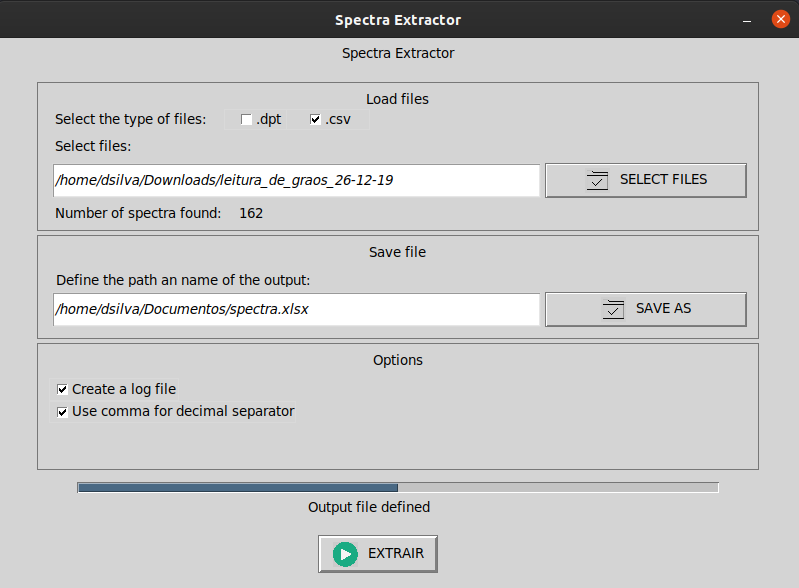 Spectra Extractor
Spectra Extractor
Load files
Select the type of files: .dpt .csv
Select files:
/home/dsilva/Downloads/leitura_de_graos_26-12-19 SELECT FILES
Number of spectra found: 162
Save file
Define the path an name of the output:
/home/dsilva/Documentos/spectra.xlsx SAVE AS
Options
Create a log file
Use comma for decimal separator
Output file defined
EXTRAIR